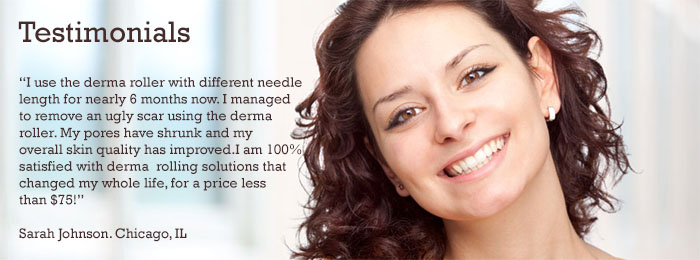 Testimonials
“I use the derma roller with different needle
length for nearly 6 months now. I managed
to remove an ugly scar using the derma
roller. My pores have shrunk and my
overall skin quality has improved.I am 100%
satisfied with derma  rolling solutions that
changed my whole life, for a price less
than $75!”
Sarah Johnson. Chicago, IL